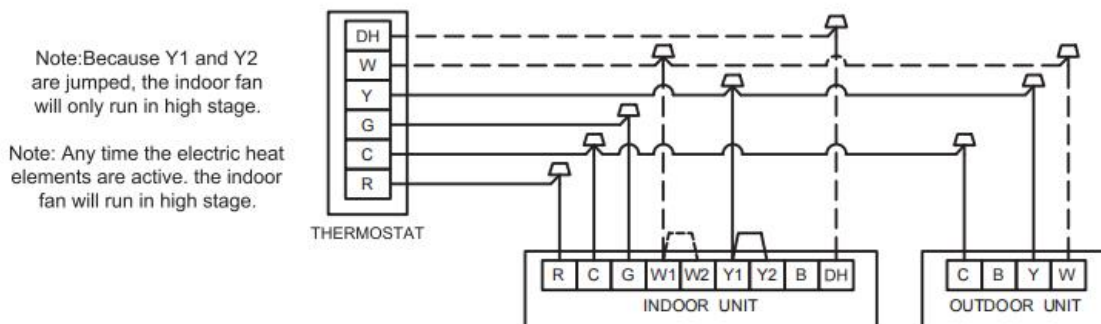 Note:Because Y1 and Y2
are jumped, the indoor fan
will only run in high stage.
Note: Any time the electric heat
elements are active. the indoor
fan will run in high stage.
DH
W
Y
G
C
R
THERMOSTAT
R C G W1 W2 Y1 Y2 B DH
INDOOR UNIT
C B Y W
OUTDOOR UNIT